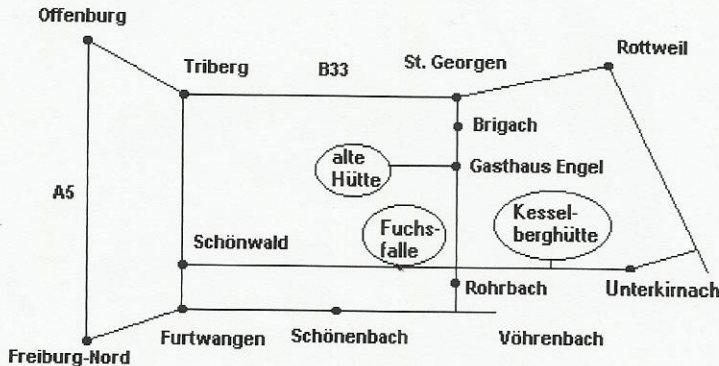 Offenburg
Rottweil
Triberg
B33
St. Georgen
Brigach
alte
Hütte
Gasthaus Engel
A5
Kessel-
berghütte
Fuchs-
falle
Schönwald
Rohrbach
Unterkirnach
Furtwangen
Schönenbach
Vöhrenbach
Freiburg-Nord